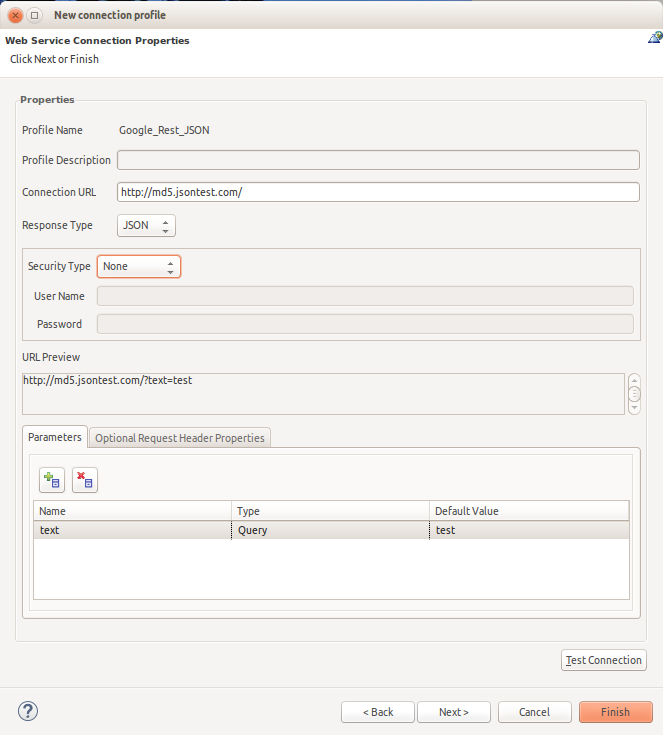 New connection profile
Web Service Connection Properties
Click Next or Finish
Properties
Profile Name Google_Rest_JSON
Profile Description
Connection URL http://md5.jsontest.com/
Response Type JSON
Security Type None
User Name
Password
URL Preview
http://md5.jsontest.com/?text=test
Parameters Optional Request Header Properties
Name Type Default Value
text Query test
Test Connection
? < Back Next > Cancel Finish